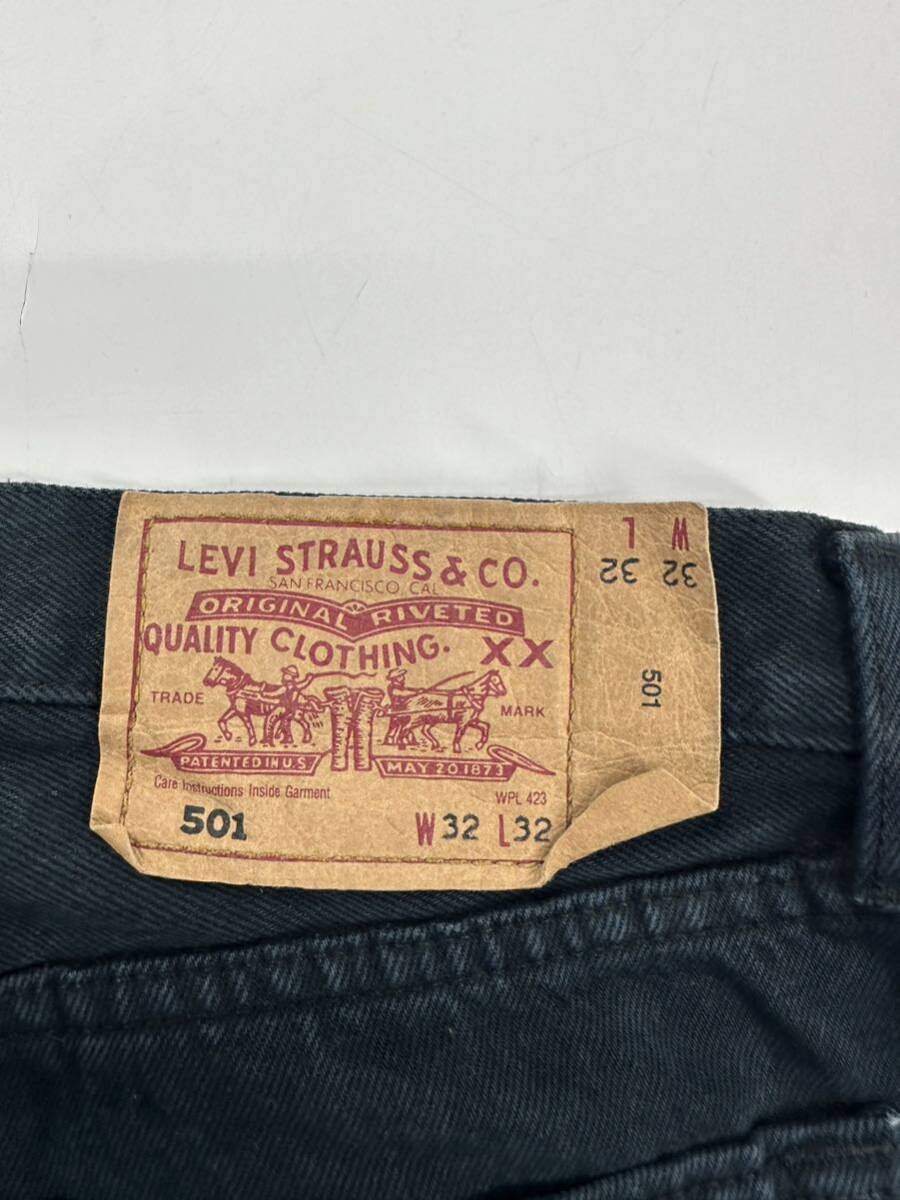 LEVI STRAUSS & CO.
SAN FRANCISCO CAL
ORIGINAL RIVETED
QUALITY CLOTHING. XX
TRADE MARK
PATENTED IN U.S. MAY 20 1873
Care Instructions Inside Garment
WPL 423
501 W32 L32
W L
32 32
501